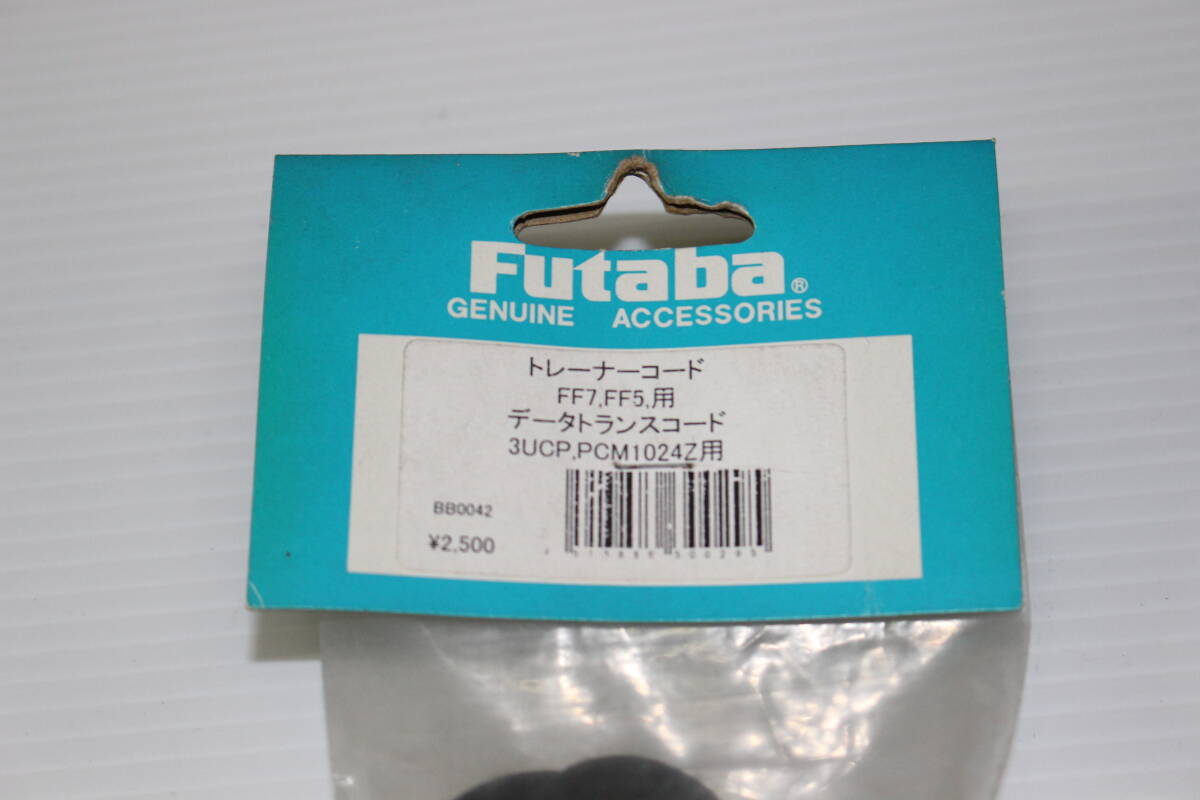 Futaba®
GENUINE ACCESSORIES
トレーナーコード
FF7,FF5,用
データトランスコード
3UCP,PCM1024Z用
BB0042
¥2,500